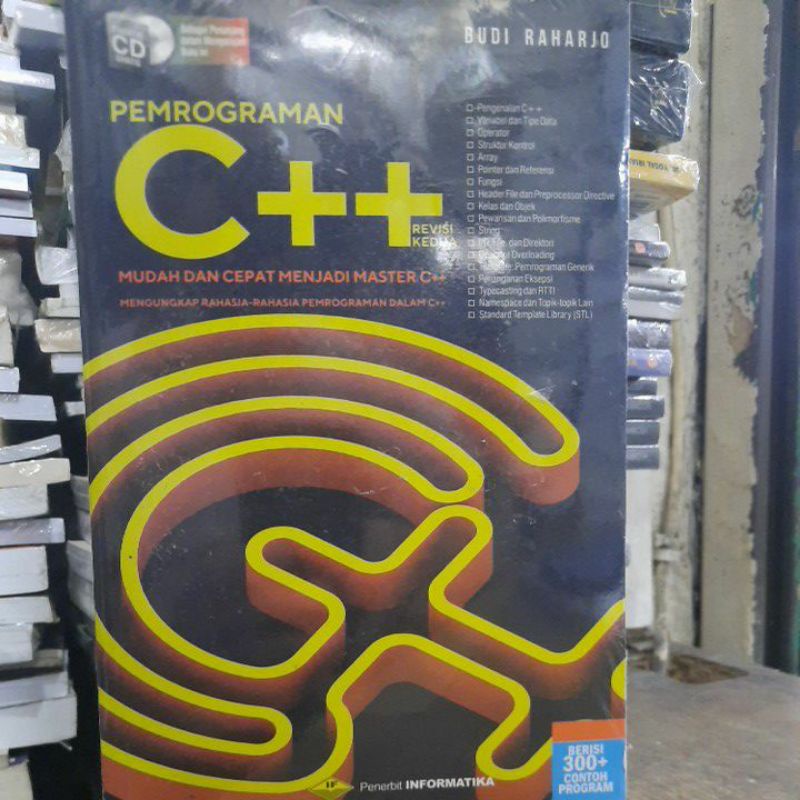 CD
BUDI RAHARJO
PEMROGRAMAN
C++
REVISI
KEDUA
MUDAH DAN CEPAT MENJADI MASTER C++
MENGUNGKAP RAHASIA-RAHASIA PEMROGRAMAN DALAM C++
Pengenalan C++
Variabel dan Tipe Data
Operator
Struktur Kontrol
Array
Pointer dan Referensi
Fungsi
Header File dan Preprocessor Directive
Kelas dan Objek
Pewarisan dan Polimorfisme
String
File dan Direktori
Overloading
Pemrograman Generik
Penanganan Eksepsi
Typecasting dan RTTI
Namespace dan Topik-topik Lain
Standard Template Library (STL)
BERISI
300+
CONTOH
PROGRAM
IF Penerbit INFORMATIKA